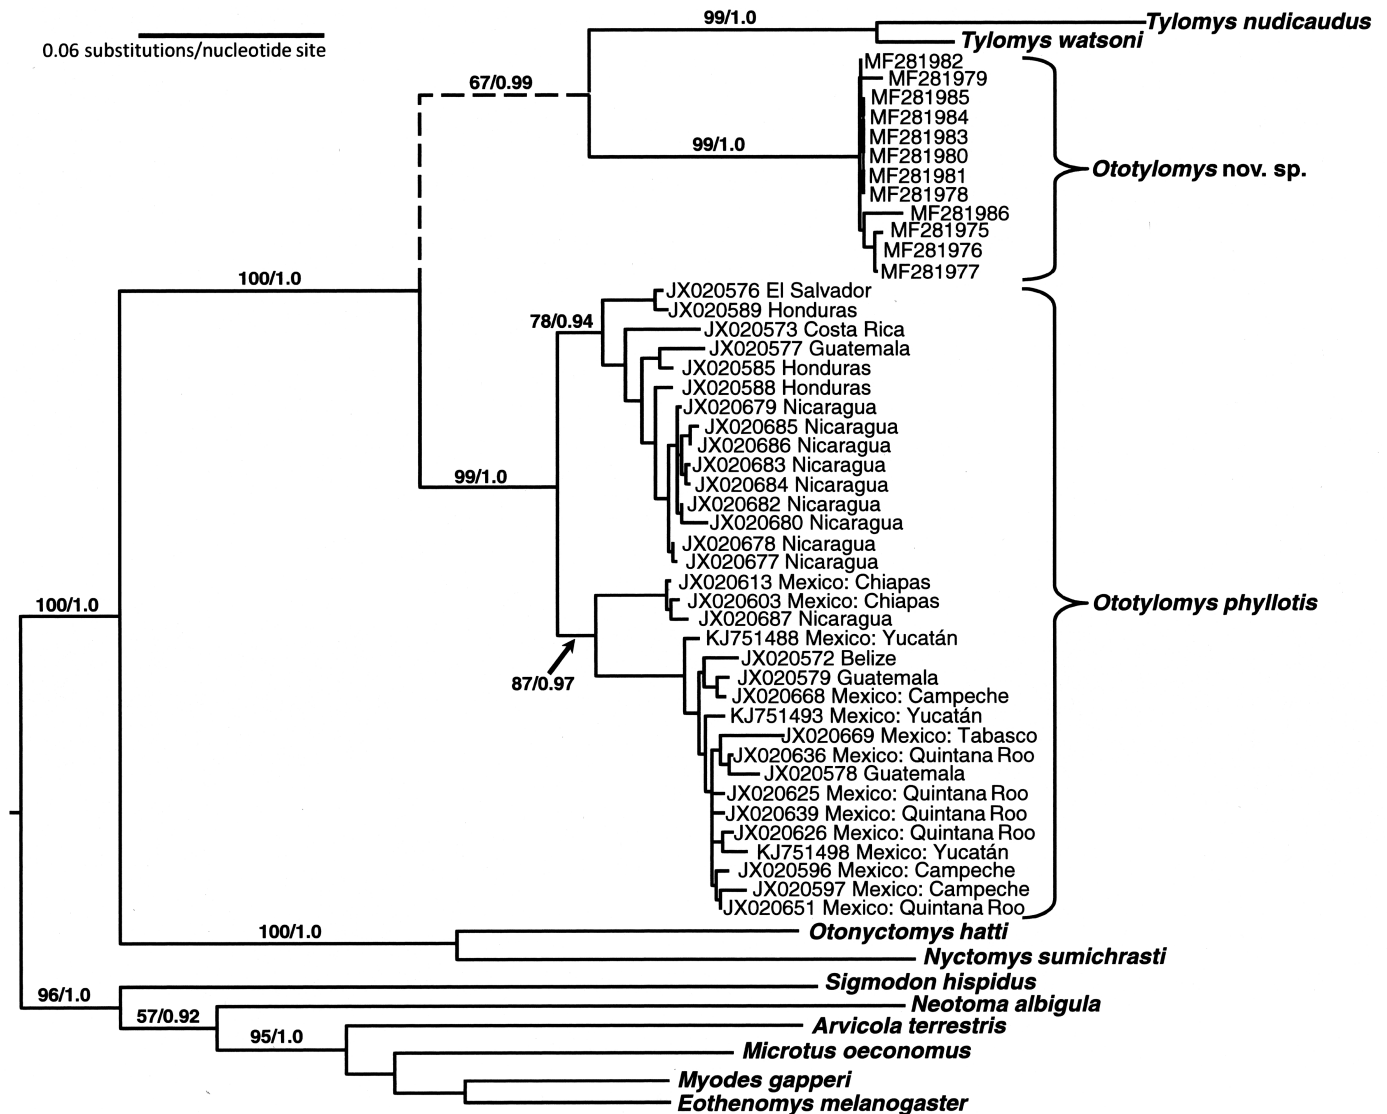 99/1.0
Tylomys nudicaudus
0.06 substitutions/nucleotide site
Tylomys watsoni
MF281982
67/0.99
MF281979
MF281985
MF281984
MF281983
99/1.0
MF281980
Ototylomys nov. sp.
MF281981
MF281978
MF281986
MF281975
MF281976
MF281977
100/1.0
JX020576 El Salvador
JX020589 Honduras
78/0.94
JX020573 Costa Rica
JX020577 Guatemala
JX020585 Honduras
JX020588 Honduras
JX020679 Nicaragua
JX020685 Nicaragua
JX020686 Nicaragua
JX020683 Nicaragua
99/1.0
JX020684 Nicaragua
JX020682 Nicaragua
JX020680 Nicaragua
JX020678 Nicaragua
JX020677 Nicaragua
JX020613 Mexico: Chiapas
JX020603 Mexico: Chiapas
100/1.0
Ototylomys phyllotis
JX020687 Nicaragua
KJ751488 Mexico: Yucatán
JX020572 Belize
JX020579 Guatemala
87/0.97
JX020668 Mexico: Campeche
KJ751493 Mexico: Yucatán
JX020669 Mexico: Tabasco
JX020636 Mexico: Quintana Roo
JX020578 Guatemala
JX020625 Mexico: Quintana Roo
JX020639 Mexico: Quintana Roo
JX020626 Mexico: Quintana Roo
KJ751498 Mexico: Yucatán
JX020596 Mexico: Campeche
JX020597 Mexico: Campeche
JX020651 Mexico: Quintana Roo
100/1.0
Otonyctomys hatti
Nyctomys sumichrasti
Sigmodon hispidus
96/1.0
Neotoma albigula
57/0.92
Arvicola terrestris
95/1.0
Microtus oeconomus
Myodes gapperi
Eothenomys melanogaster